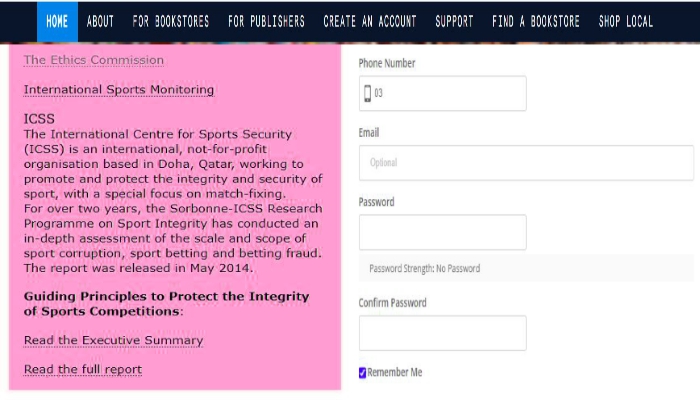 HOME ABOUT FOR BOOKSTORES FOR PUBLISHERS CREATE AN ACCOUNT SUPPORT FIND A BOOKSTORE SHOP LOCAL
The Ethics Commission
International Sports Monitoring
ICSS
The International Centre for Sports Security
(ICSS) is an international, not-for-profit
organisation based in Doha, Qatar, working to
promote and protect the integrity and security of
sport, with a special focus on match-fixing.
For over two years, the Sorbonne-ICSS Research
Programme on Sport Integrity has conducted an
in-depth assessment of the scale and scope of
sport corruption, sport betting and betting fraud.
The report was released in May 2014.
Guiding Principles to Protect the Integrity
of Sports Competitions:
Read the Executive Summary
Read the full report
Phone Number
03
Email
Optional
Password
Password Strength: No Password
Confirm Password
Remember Me